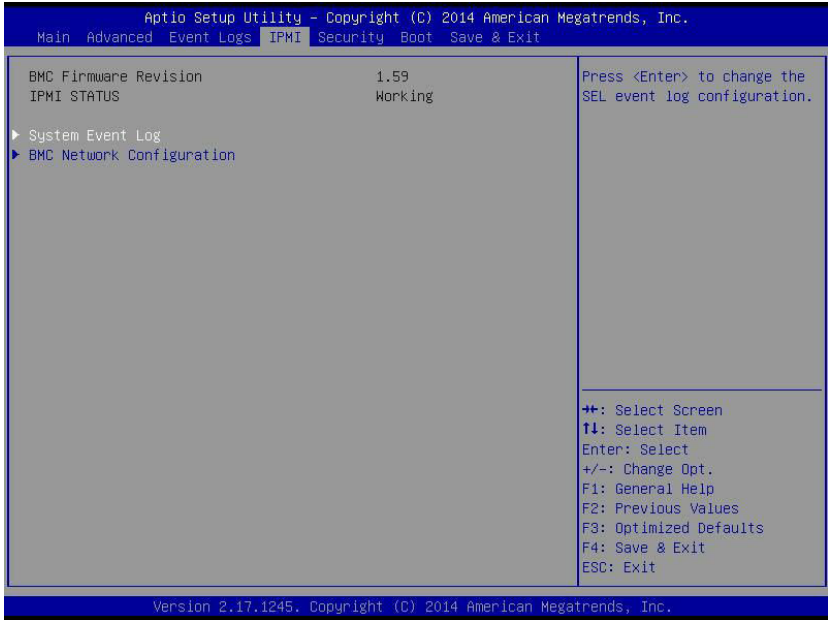 Aptio Setup Utility – Copyright (C) 2014 American Megatrends, Inc.
Main Advanced Event Logs IPMI Security Boot Save & Exit
BMC Firmware Revision 1.59
IPMI STATUS Working
System Event Log
BMC Network Configuration
Press <Enter> to change the
SEL event log configuration.
→←: Select Screen
↑↓: Select Item
Enter: Select
+/-: Change Opt.
F1: General Help
F2: Previous Values
F3: Optimized Defaults
F4: Save & Exit
ESC: Exit
Version 2.17.1245. Copyright (C) 2014 American Megatrends, Inc.